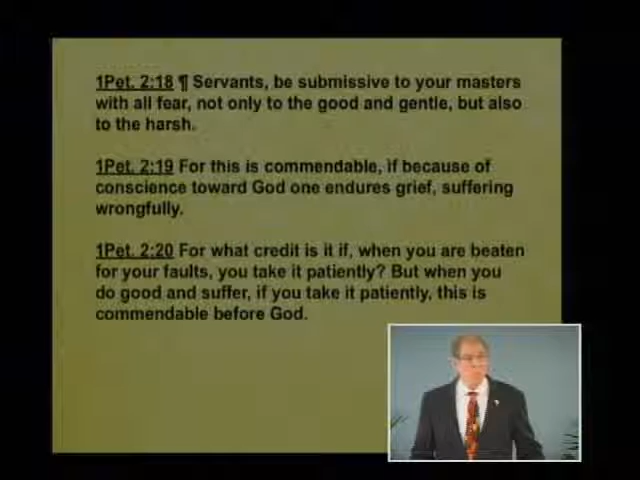 1Pet. 2:18 ¶ Servants, be submissive to your masters
with all fear, not only to the good and gentle, but also
to the harsh.
1Pet. 2:19 For this is commendable, if because of
conscience toward God one endures grief, suffering
wrongfully.
1Pet. 2:20 For what credit is it if, when you are beaten
for your faults, you take it patiently? But when you
do good and suffer, if you take it patiently, this is
commendable before God.